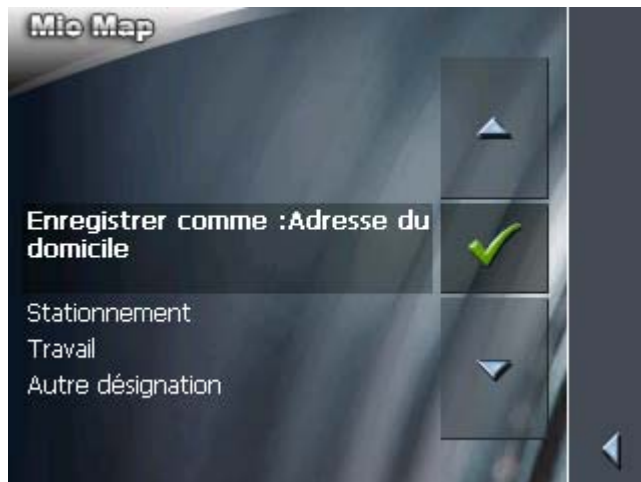 Mio Map
Enregistrer comme :Adresse du
domicile
Stationnement
Travail
Autre désignation